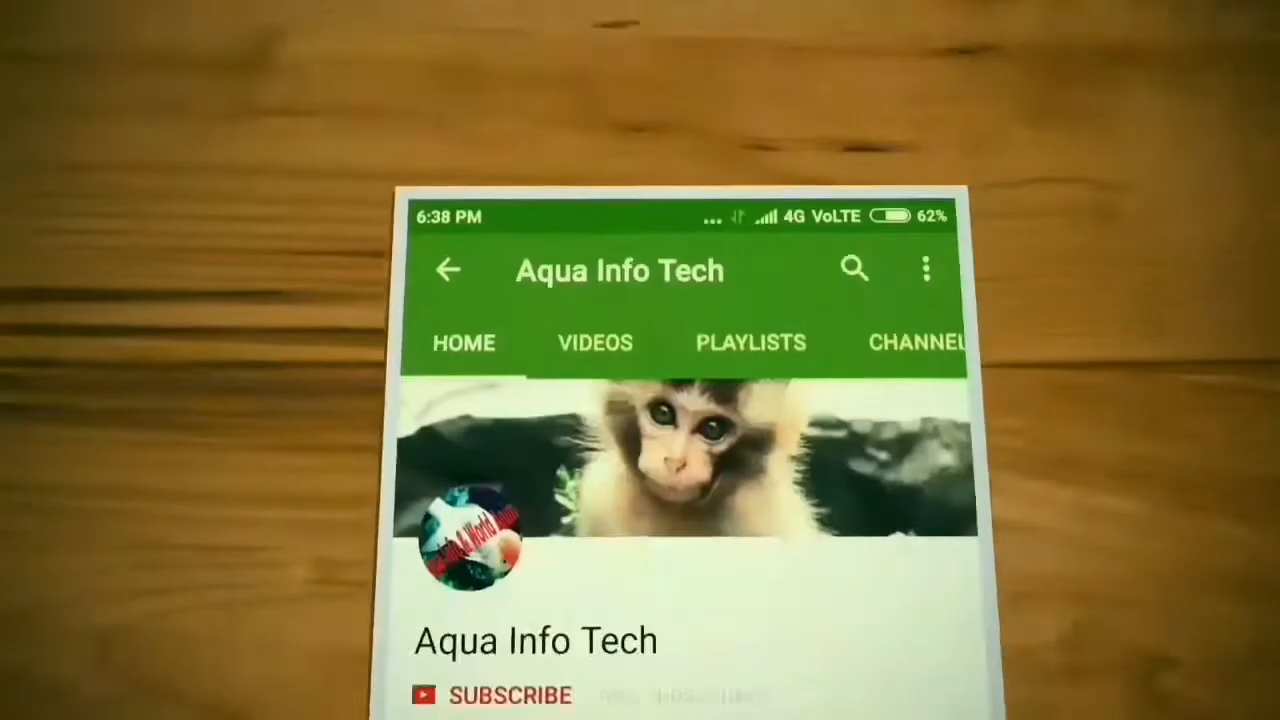 6:38 PM ... 4G VoLTE 62%
Aqua Info Tech
HOME VIDEOS PLAYLISTS CHANNEL
Aqua Info Tech
SUBSCRIBE